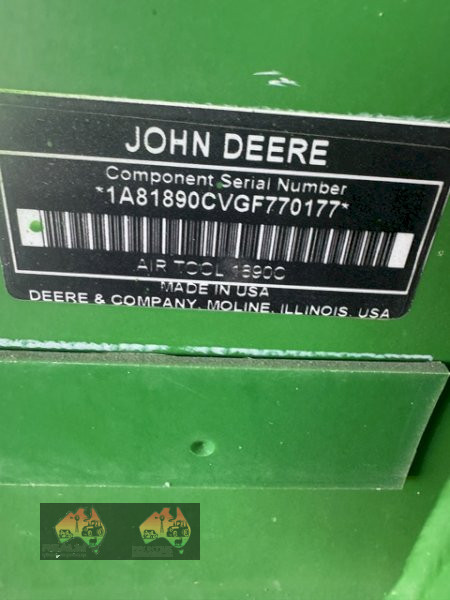 JOHN DEERE
Component Serial Number
*1A81890CVGF770177*
AIR TOOL 1890C
MADE IN USA
DEERE & COMPANY, MOLINE, ILLINOIS, USA